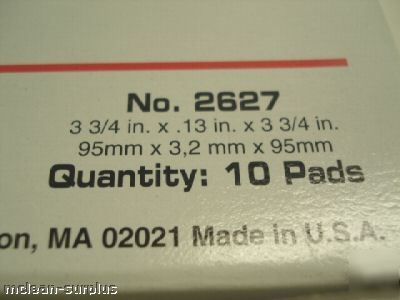 No. 2627
3 3/4 in. x .13 in. x 3 3/4 in.
95mm x 3,2 mm x 95mm
Quantity: 10 Pads
on, MA 02021 Made in U.S.A.
mclean-surplus